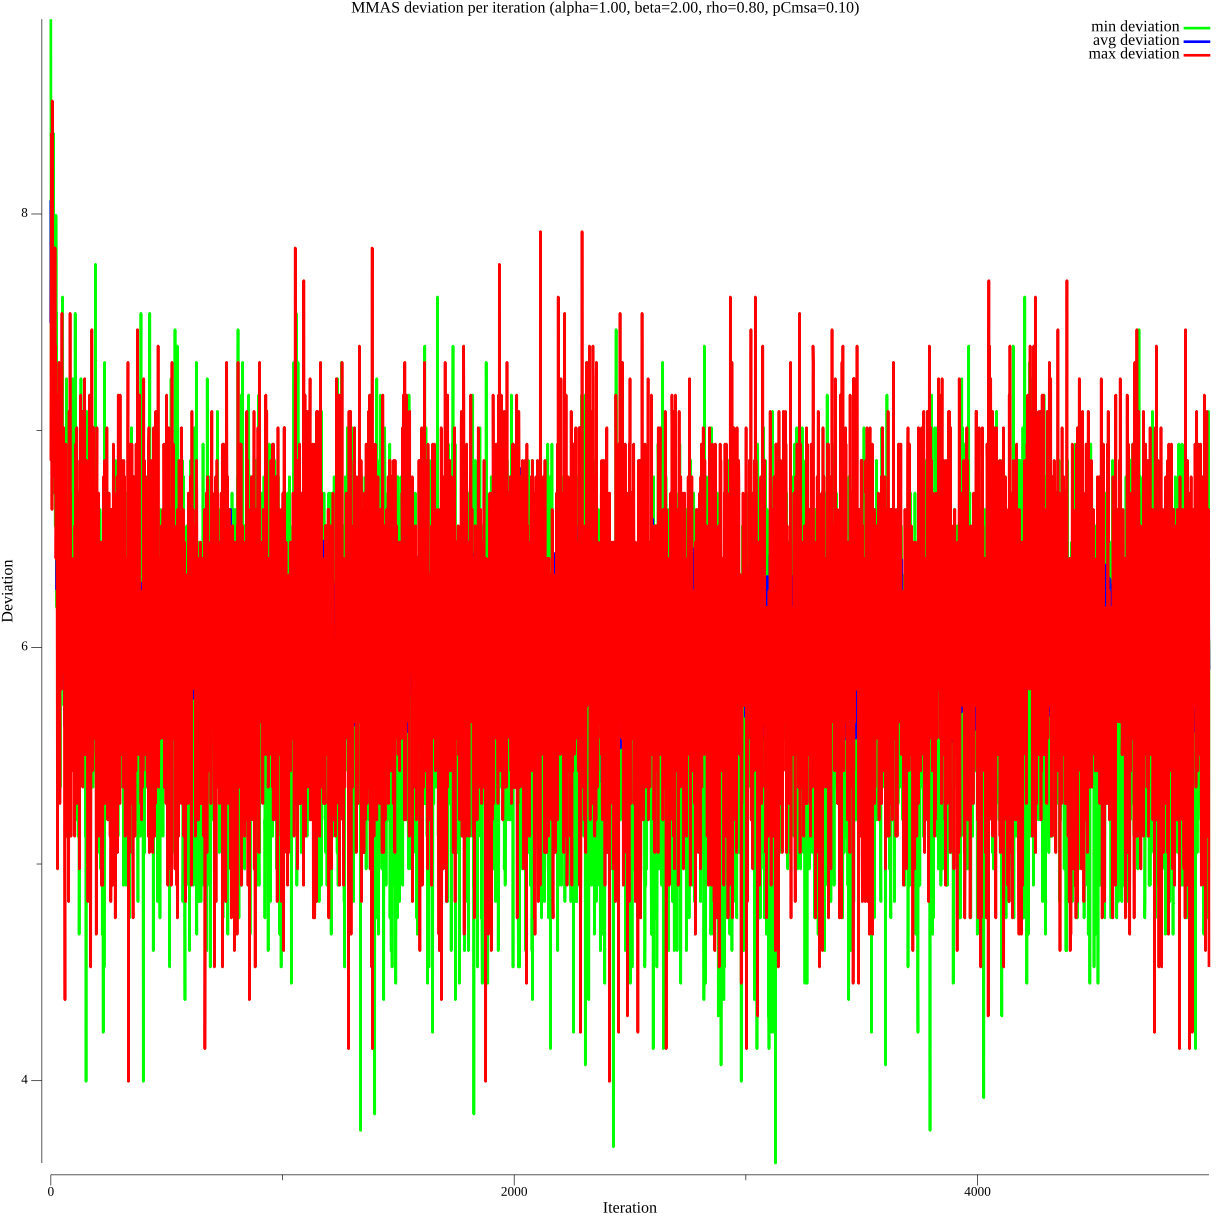 MMAS deviation per iteration (alpha=1.00, beta=2.00, rho=0.80, pCmsa=0.10)
min deviation
avg deviation
max deviation
8
6
4
Deviation
0
2000
4000
Iteration